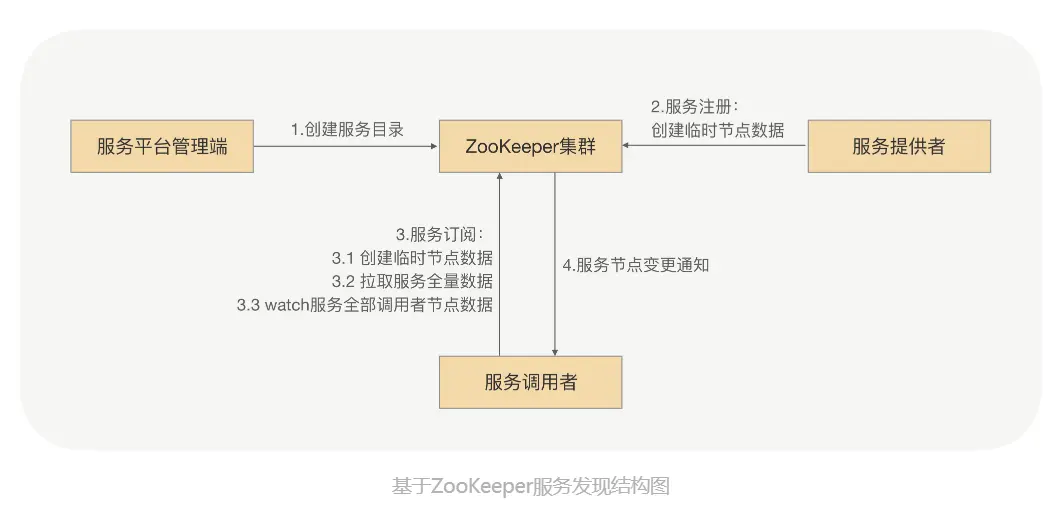 服务平台管理端
1.创建服务目录
ZooKeeper集群
2.服务注册：
创建临时节点数据
服务提供者
3.服务订阅：
3.1 创建临时节点数据
3.2 拉取服务全量数据
3.3 watch服务全部调用者节点数据
4.服务节点变更通知
服务调用者
基于ZooKeeper服务发现结构图